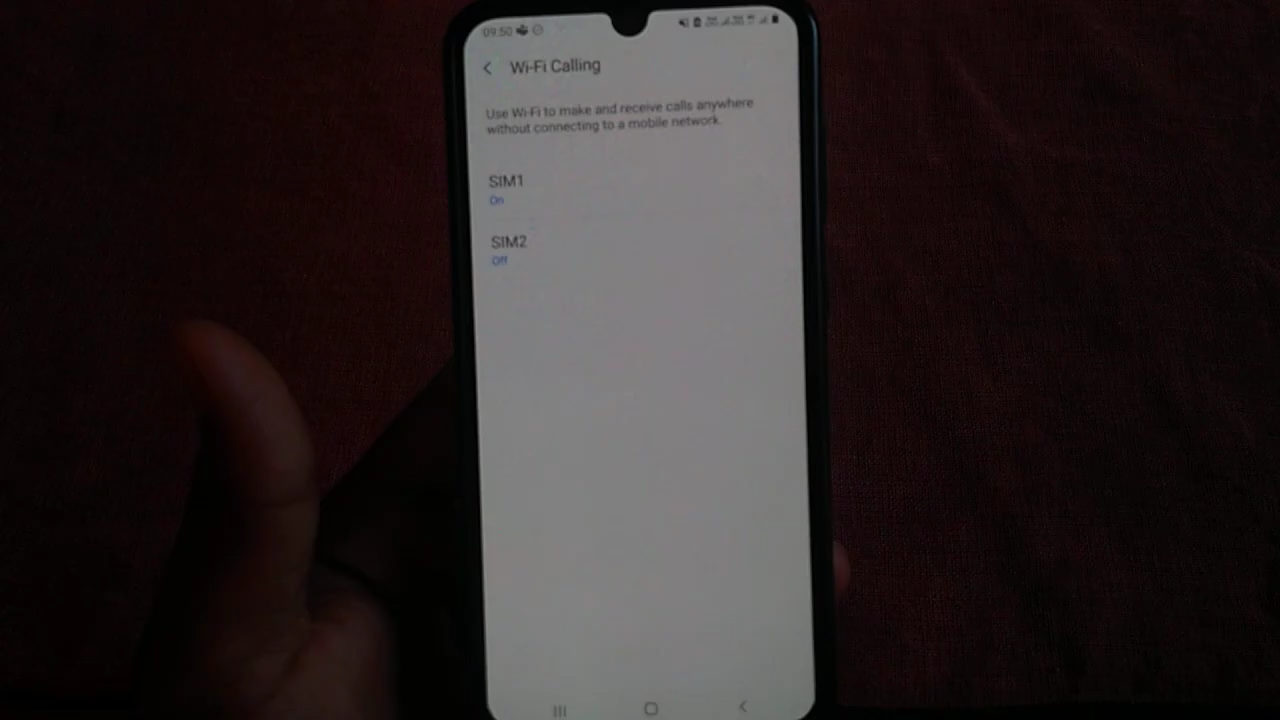 09:50
Wi-Fi Calling
Use Wi-Fi to make and receive calls anywhere
without connecting to a mobile network.
SIM1
On
SIM2
Off